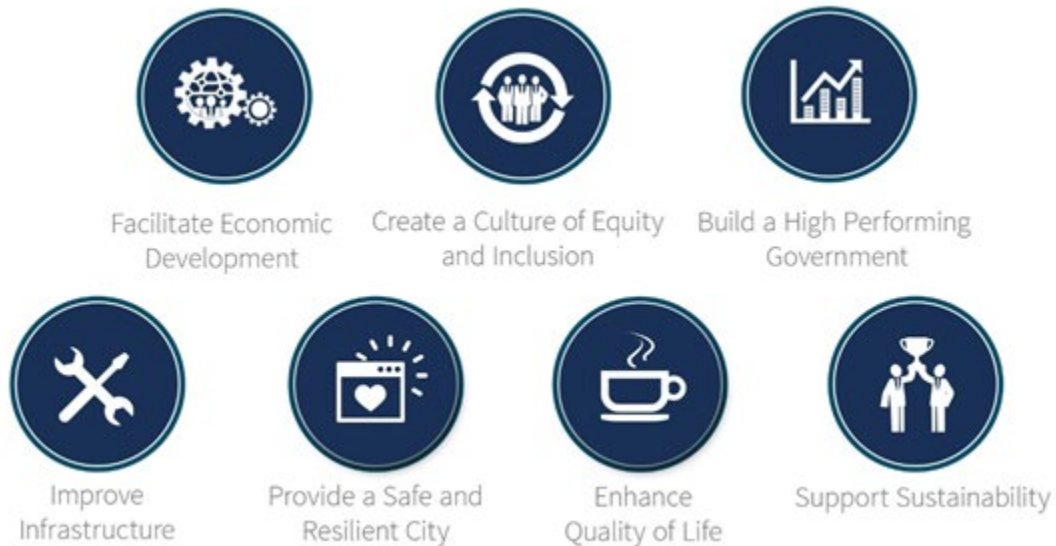 Facilitate Economic
Development
Create a Culture of Equity
and Inclusion
Build a High Performing
Government
Improve
Infrastructure
Provide a Safe and
Resilient City
Enhance
Quality of Life
Support Sustainability